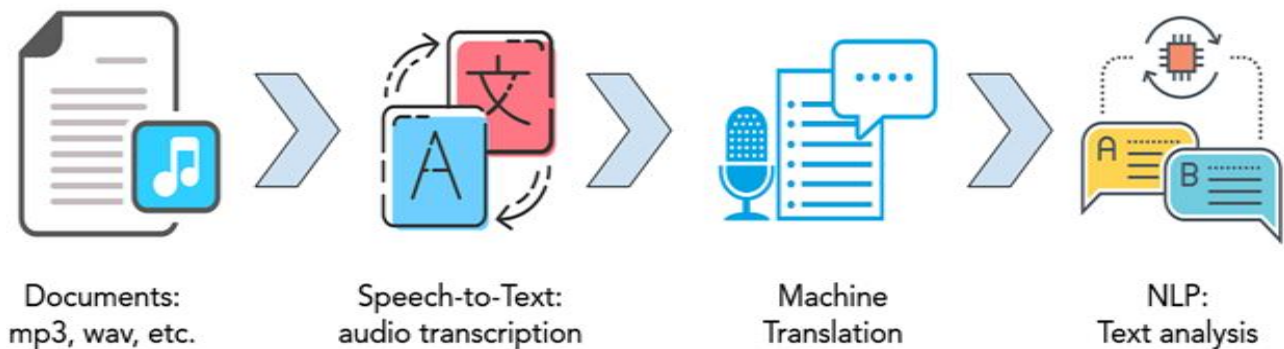 文
A
A
B
Documents:
mp3, wav, etc.
Speech-to-Text:
audio transcription
Machine
Translation
NLP:
Text analysis